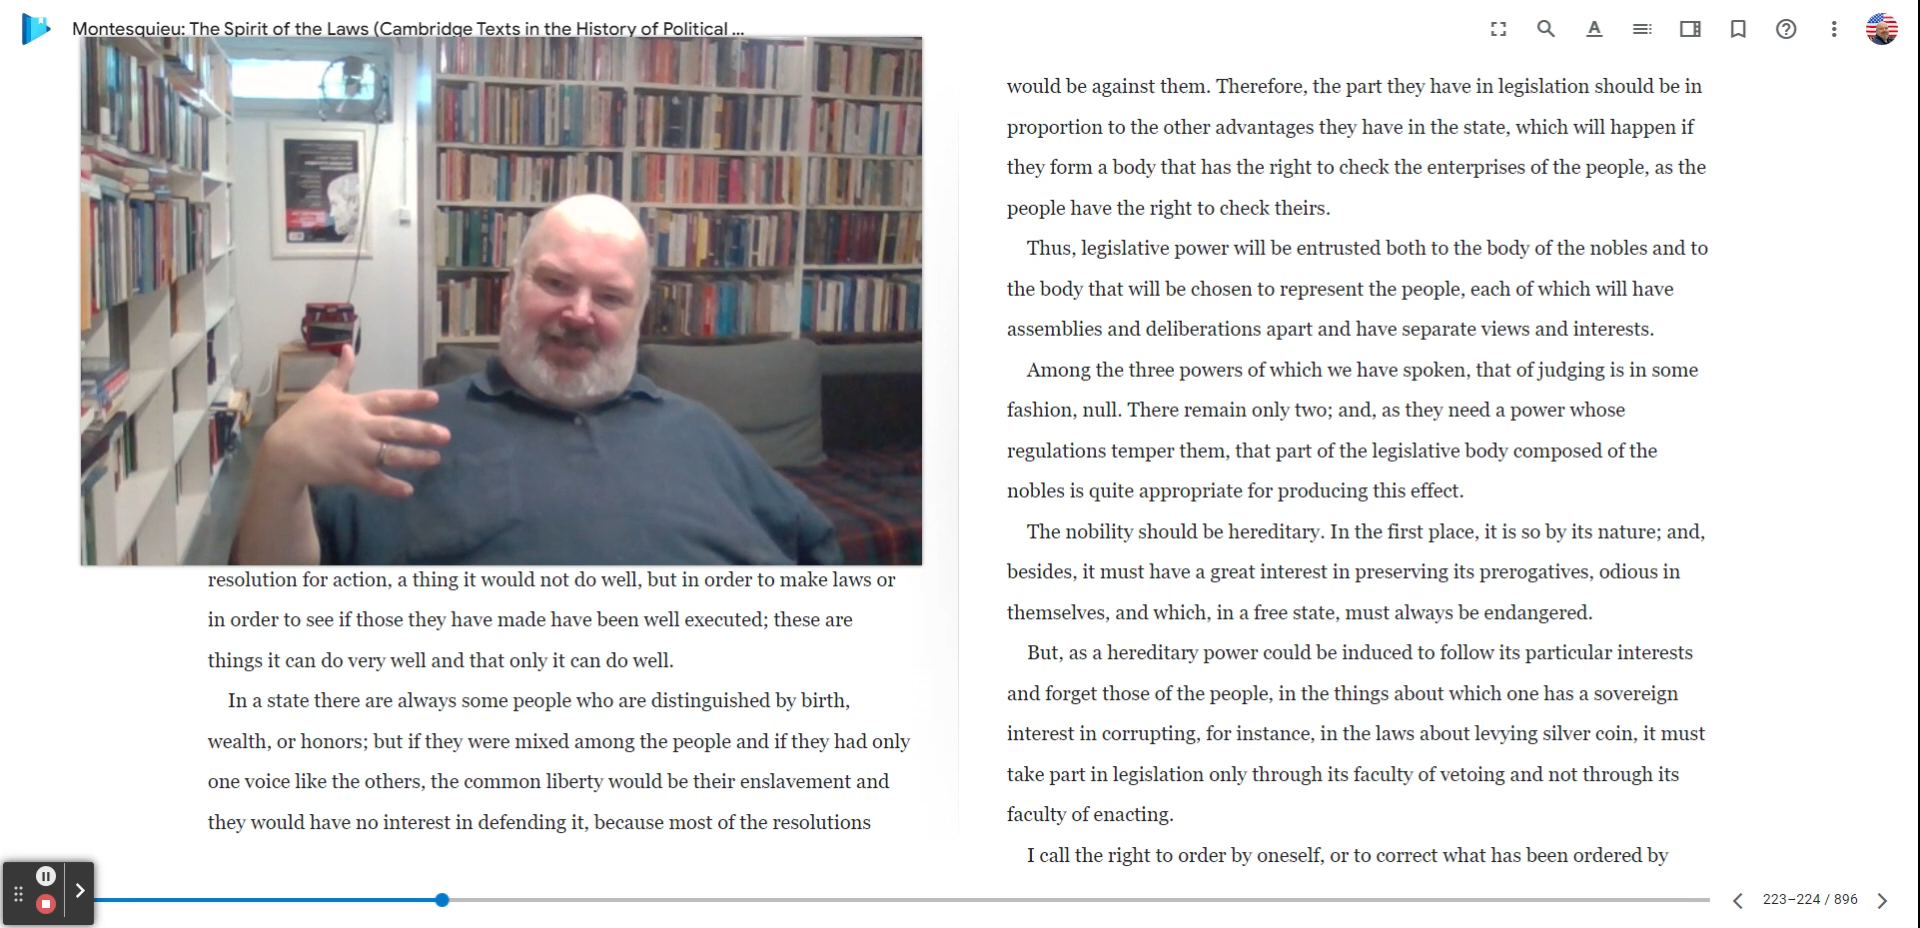 Montesquieu: The Spirit of the Laws (Cambridge Texts in the History of Political ...
resolution for action, a thing it would not do well, but in order to make laws or
in order to see if those they have made have been well executed; these are
things it can do very well and that only it can do well.
In a state there are always some people who are distinguished by birth,
wealth, or honors; but if they were mixed among the people and if they had only
one voice like the others, the common liberty would be their enslavement and
they would have no interest in defending it, because most of the resolutions
would be against them. Therefore, the part they have in legislation should be in
proportion to the other advantages they have in the state, which will happen if
they form a body that has the right to check the enterprises of the people, as the
people have the right to check theirs.
Thus, legislative power will be entrusted both to the body of the nobles and to
the body that will be chosen to represent the people, each of which will have
assemblies and deliberations apart and have separate views and interests.
Among the three powers of which we have spoken, that of judging is in some
fashion, null. There remain only two; and, as they need a power whose
regulations temper them, that part of the legislative body composed of the
nobles is quite appropriate for producing this effect.
The nobility should be hereditary. In the first place, it is so by its nature; and,
besides, it must have a great interest in preserving its prerogatives, odious in
themselves, and which, in a free state, must always be endangered.
But, as a hereditary power could be induced to follow its particular interests
and forget those of the people, in the things about which one has a sovereign
interest in corrupting, for instance, in the laws about levying silver coin, it must
take part in legislation only through its faculty of vetoing and not through its
faculty of enacting.
I call the right to order by oneself, or to correct what has been ordered by
223–224 / 896